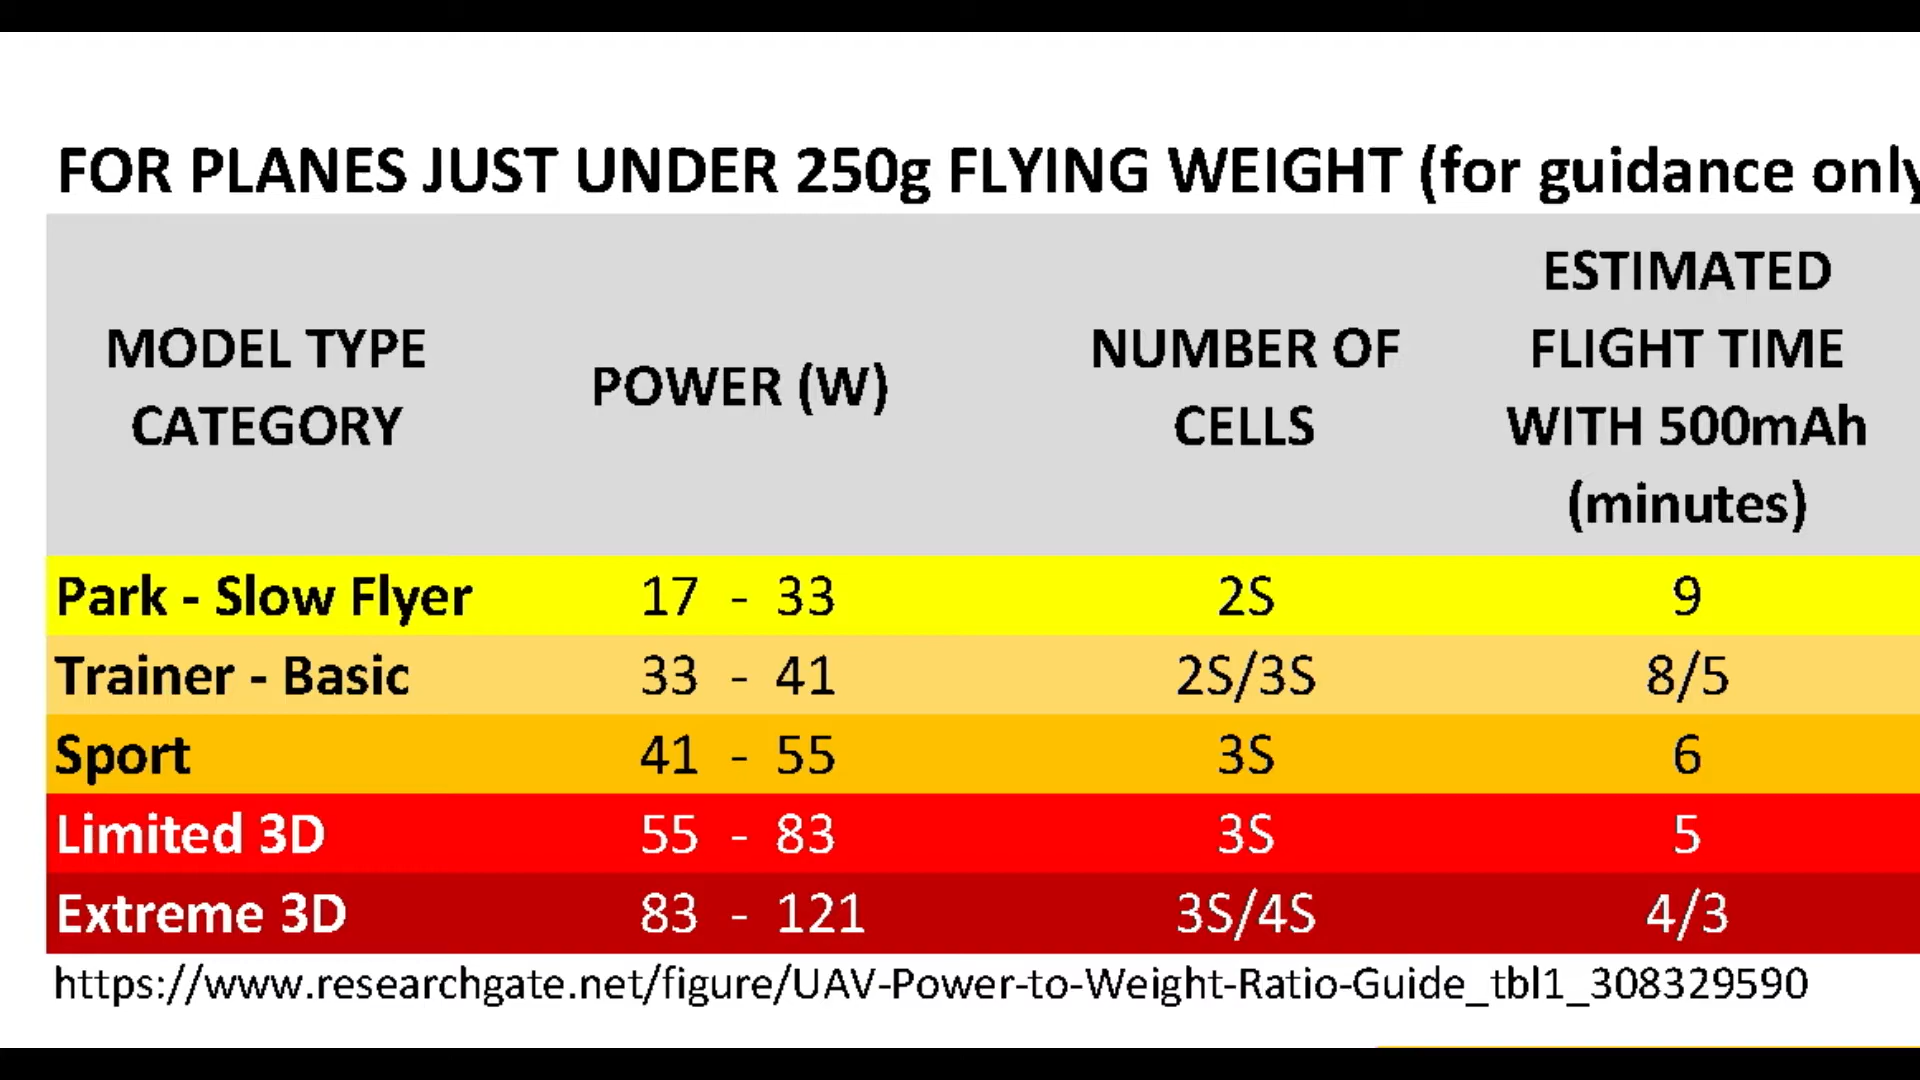 FOR PLANES JUST UNDER 250g FLYING WEIGHT (for guidance only
MODEL TYPE
CATEGORY
POWER (W)
NUMBER OF
CELLS
ESTIMATED
FLIGHT TIME
WITH 500mAh
(minutes)
Park - Slow Flyer 17 - 33 2S 9
Trainer - Basic 33 - 41 2S/3S 8/5
Sport 41 - 55 3S 6
Limited 3D 55 - 83 3S 5
Extreme 3D 83 - 121 3S/4S 4/3
https://www.researchgate.net/figure/UAV-Power-to-Weight-Ratio-Guide_tbl1_308329590